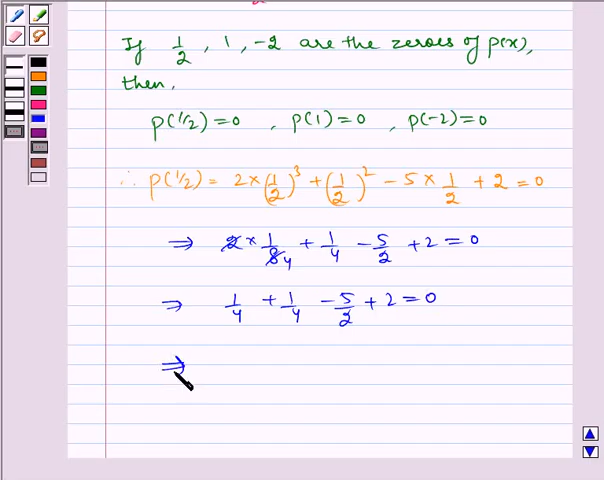 If 1/2 , 1 , -2 are the zeroes of p(x),
then,
p(1/2)=0 , p(1)=0 , p(-2)=0
∴ p(1/2) = 2×(1/2)³ + (1/2)² - 5×1/2 + 2 = 0
⇒ 2×1/8 4 + 1/4 - 5/2 + 2 = 0
⇒ 1/4 + 1/4 - 5/2 + 2 = 0
⇒